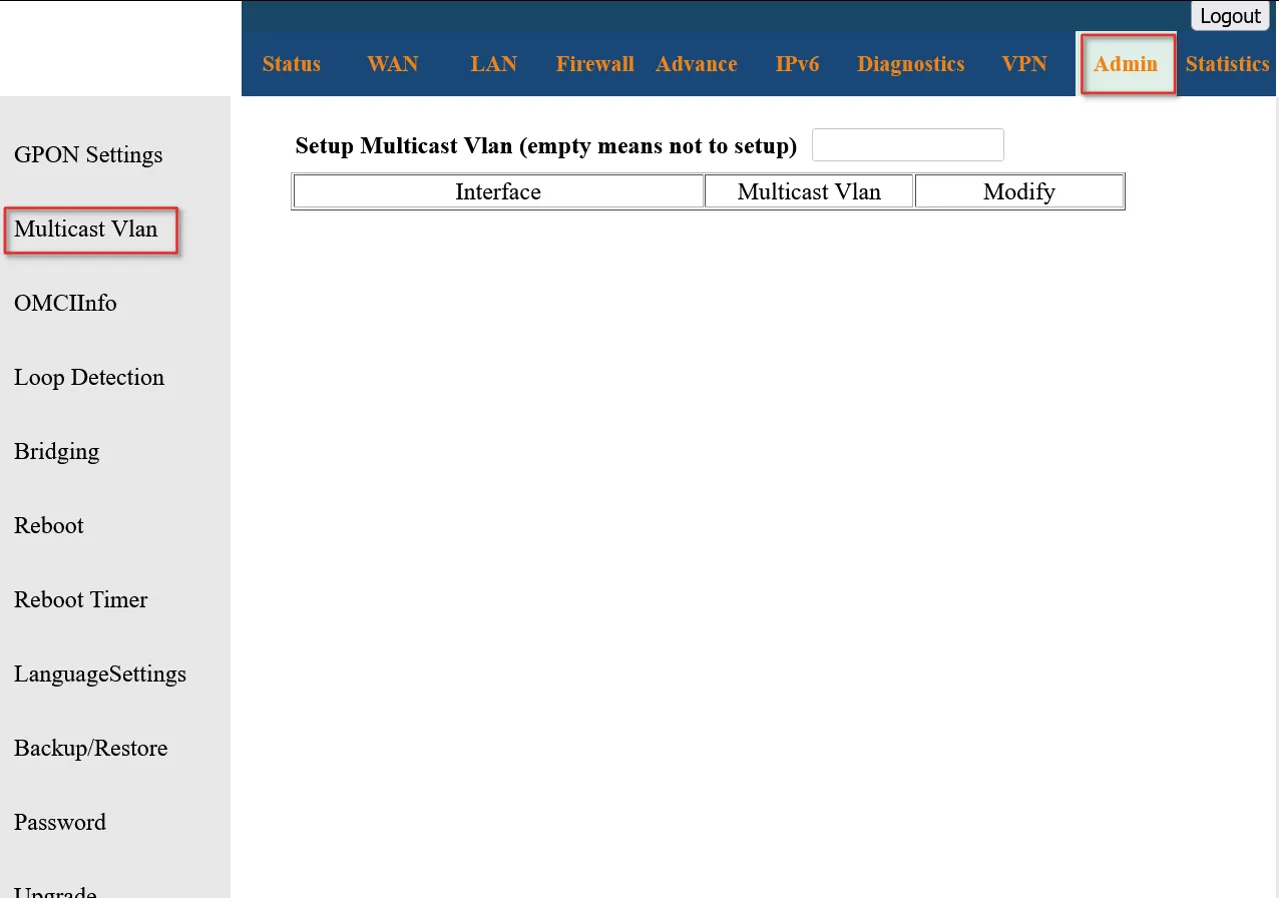 Logout
Status WAN LAN Firewall Advance IPv6 Diagnostics VPN Admin Statistics
GPON Settings
Multicast Vlan
OMCIInfo
Loop Detection
Bridging
Reboot
Reboot Timer
LanguageSettings
Backup/Restore
Password
Upgrade
Setup Multicast Vlan (empty means not to setup)
Interface Multicast Vlan Modify